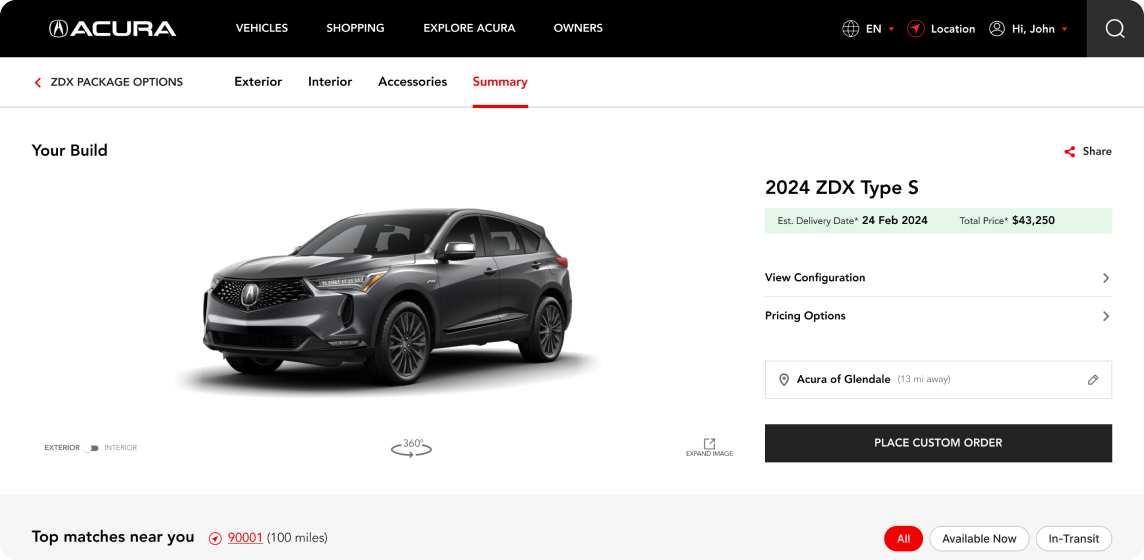 ACURA
VEHICLES
SHOPPING
EXPLORE ACURA
OWNERS
EN
Location
Hi, John
ZDX PACKAGE OPTIONS
Exterior
Interior
Accessories
Summary
Your Build
Share
2024 ZDX Type S
Est. Delivery Date* 24 Feb 2024
Total Price* $43,250
View Configuration
Pricing Options
Acura of Glendale (13 mi away)
EXTERIOR
INTERIOR
360°
EXPAND IMAGE
PLACE CUSTOM ORDER
Top matches near you
90001 (100 miles)
All
Available Now
In-Transit